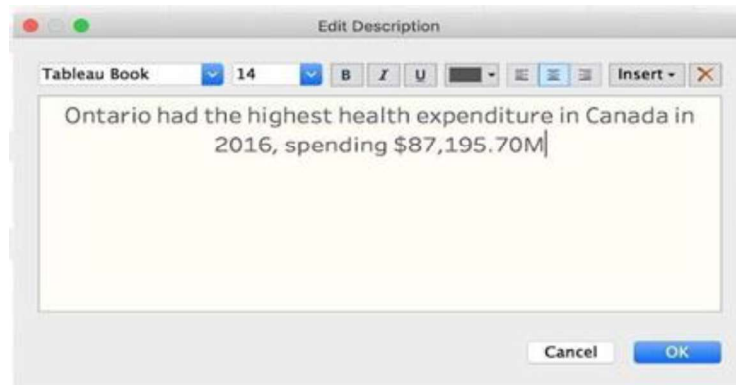 Edit Description
Tableau Book 14 B I U Insert
Ontario had the highest health expenditure in Canada in
2016, spending $87,195.70M
Cancel OK